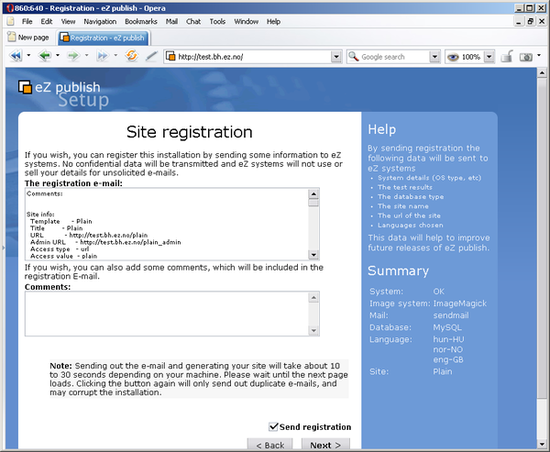 860:640 - Registration - eZ publish - Opera
File Edit View Navigation Bookmarks Mail Chat Tools Window Help
New page
Registration - eZ publish
http://test.bh.ez.no/
Google search
100%
eZ publish
Setup
Site registration
If you wish, you can register this installation by sending some information to eZ
systems. No confidential data will be transmitted and eZ systems will not use or
sell your details for unsolicited e-mails.
The registration e-mail:
Comments:
Site info:
Template - Plain
Title - Plain
URL - http://test.bh.ez.no/plain
Admin URL - http://test.bh.ez.no/plain_admin
Access type - url
Access value - plain
If you wish, you can also add some comments, which will be included in the
registration E-mail.
Comments:
Note: Sending out the e-mail and generating your site will take about 10
to 30 seconds depending on your machine. Please wait until the next page
loads. Clicking the button again will only send out duplicate e-mails, and
may corrupt the installation.
Send registration
< Back Next >
Help
By sending registration the
following data will be sent to
eZ systems
• System details (OS type, etc)
• The test results
• The database type
• The site name
• The url of the site
• Languages chosen
This data will help to improve
future releases of eZ publish.
Summary
System: OK
Image system: ImageMagick
Mail: sendmail
Database: MySQL
Language: hun-HU
nor-NO
eng-GB
Site: Plain